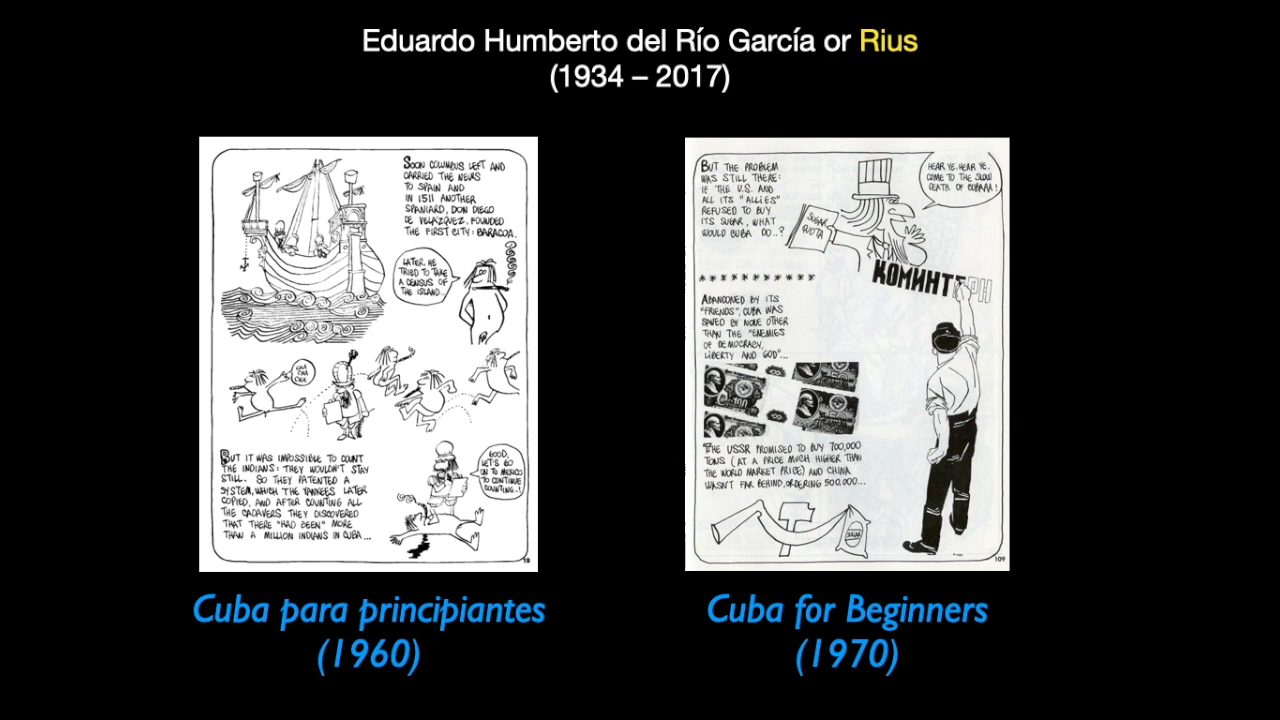 Eduardo Humberto del Río García or Rius
(1934 – 2017)
SOON COLUMBUS LEFT AND
CARRIED THE NEWS
TO SPAIN AND
IN 1511 ANOTHER
SPANIARD, DON DIEGO
DE VELAZQUEZ, FOUNDED
THE FIRST CITY: BARACOA.
LATER, HE
TRIED TO TAKE
A CENSUS OF
THE ISLAND...
CHA
CHA
CHA
BUT IT WAS IMPOSSIBLE TO COUNT
THE INDIANS: THEY WOULDN'T STAY
STILL. SO THEY PATENTED A
SYSTEM, WHICH THE YANKEES LATER
COPIED, AND AFTER COUNTING ALL
THE CADAVERS THEY DISCOVERED
THAT THERE "HAD BEEN" MORE
THAN A MILLION INDIANS IN CUBA...
GOOD,
LET'S GO
ON TO MEXICO
TO CONTINUE
COUNTING..!
18
BUT THE PROBLEM
WAS STILL THERE:
IF THE U.S. AND
ALL ITS "ALLIES"
REFUSED TO BUY
ITS SUGAR, WHAT
WOULD CUBA DO..?
HEAR YE, HEAR YE.
COME TO THE SLOW
DEATH OF CUBAAA!
SUGAR
QUOTA
КОМИНТЕРН
ABANDONED BY ITS
"FRIENDS", CUBA WAS
SAVED BY NONE OTHER
THAN THE "ENEMIES
OF DEMOCRACY,
LIBERTY AND GOD"...
THE USSR PROMISED TO BUY 700,000
TONS (AT A PRICE MUCH HIGHER THAN
THE WORLD MARKET PRICE) AND CHINA
WASN'T FAR BEHIND, ORDERING 500,000...
SUGAR
109
Cuba para principiantes
(1960)
Cuba for Beginners
(1970)